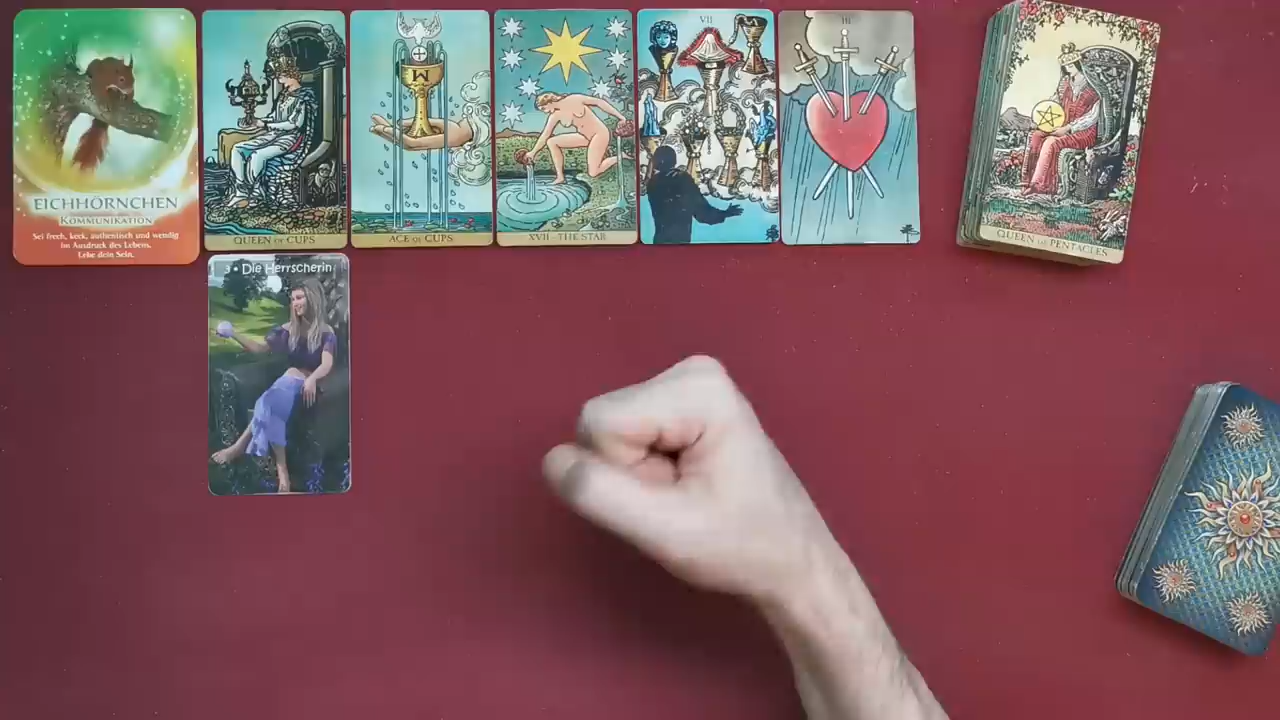 EICHHÖRNCHEN
KOMMUNIKATION
Sei frech, keck, authentisch und wendig
im Ausdruck des Lebens.
Lebe dein Sein.
QUEEN OF CUPS
ACE OF CUPS
XVII - THE STAR
VII
III
QUEEN OF PENTACLES
3 • Die Herrscherin